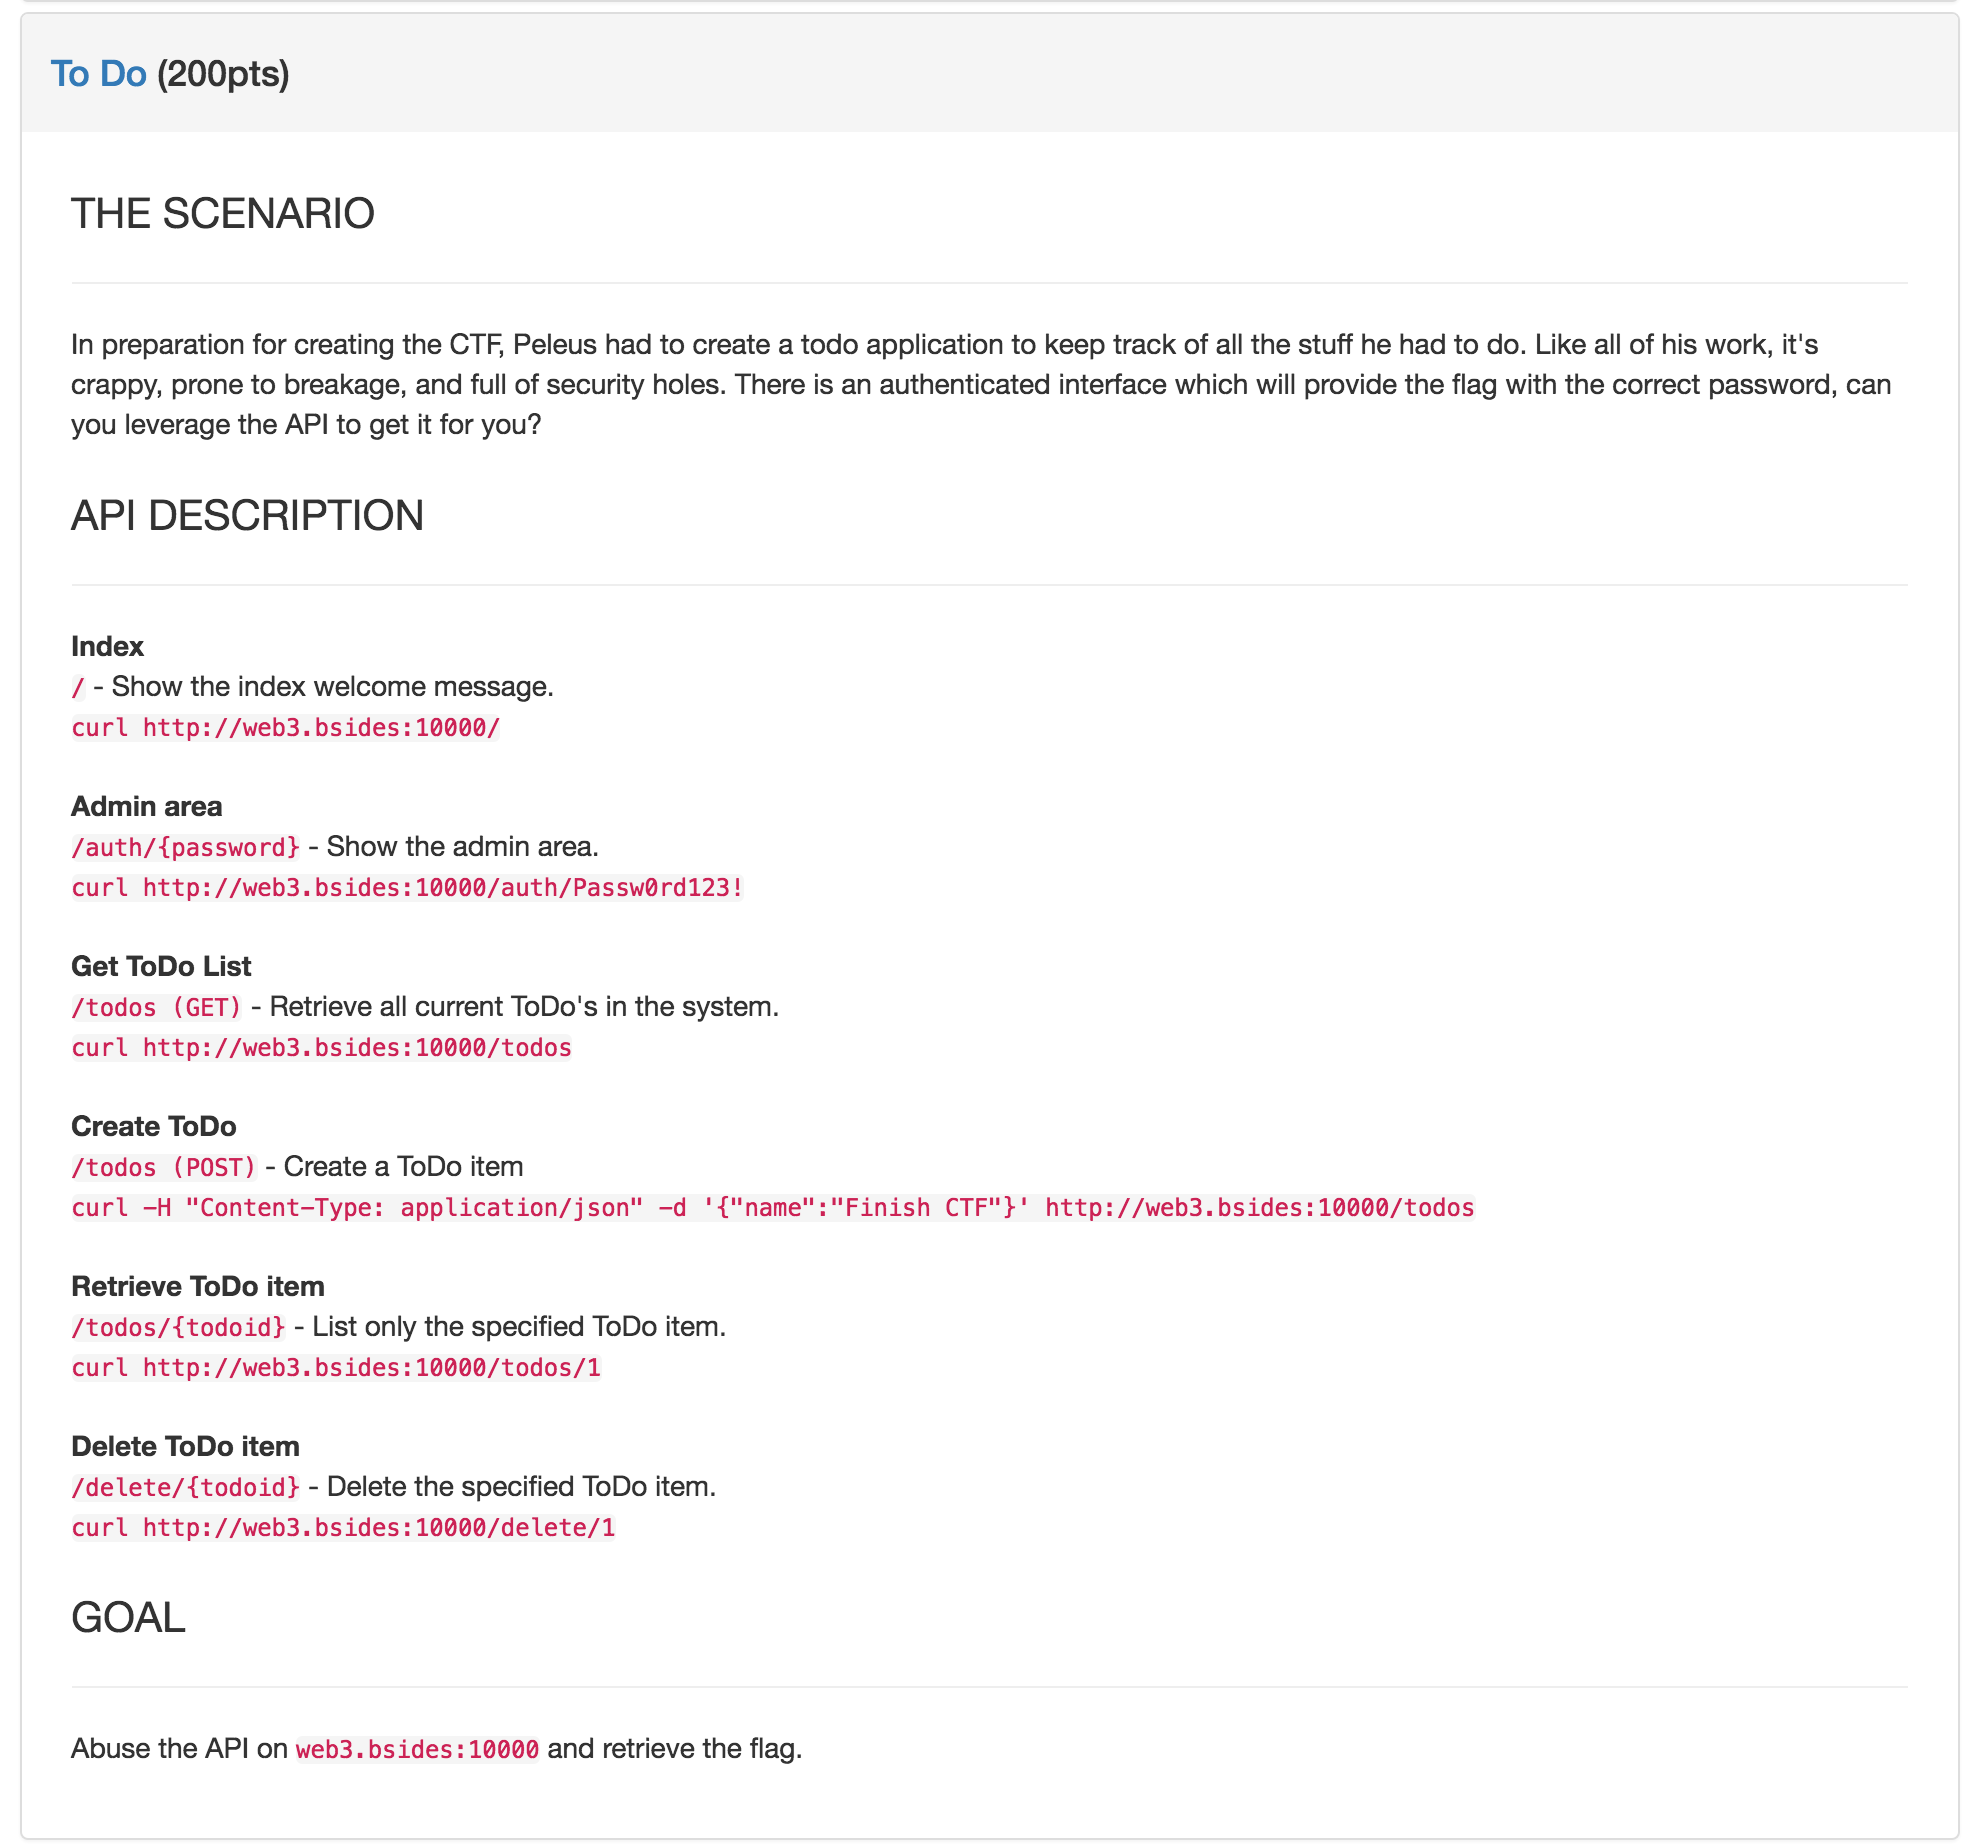 To Do (200pts)
THE SCENARIO
In preparation for creating the CTF, Peleus had to create a todo application to keep track of all the stuff he had to do. Like all of his work, it's
crappy, prone to breakage, and full of security holes. There is an authenticated interface which will provide the flag with the correct password, can
you leverage the API to get it for you?
API DESCRIPTION
Index
/ - Show the index welcome message.
curl http://web3.bsides:10000/
Admin area
/auth/{password} - Show the admin area.
curl http://web3.bsides:10000/auth/Passw0rd123!
Get ToDo List
/todos (GET) - Retrieve all current ToDo's in the system.
curl http://web3.bsides:10000/todos
Create ToDo
/todos (POST) - Create a ToDo item
curl -H "Content-Type: application/json" -d '{"name":"Finish CTF"}' http://web3.bsides:10000/todos
Retrieve ToDo item
/todos/{todoid} - List only the specified ToDo item.
curl http://web3.bsides:10000/todos/1
Delete ToDo item
/delete/{todoid} - Delete the specified ToDo item.
curl http://web3.bsides:10000/delete/1
GOAL
Abuse the API on web3.bsides:10000 and retrieve the flag.